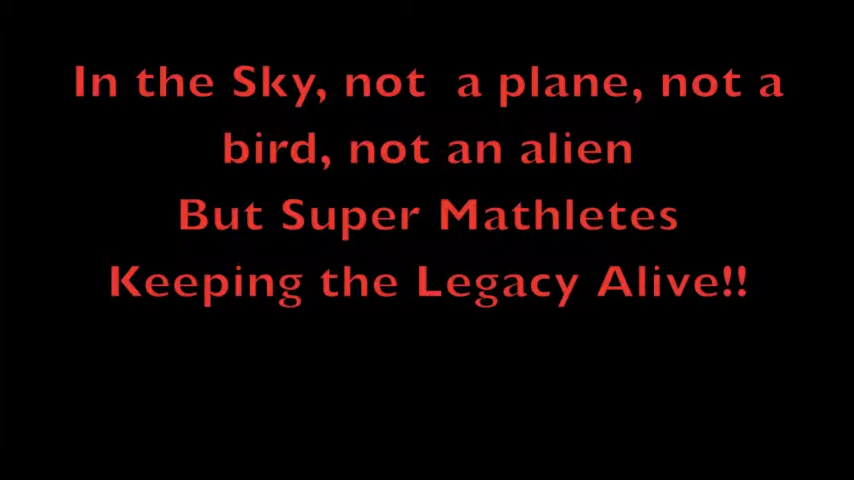 In the Sky, not  a plane, not a
bird, not an alien
But Super Mathletes
Keeping the Legacy Alive!!